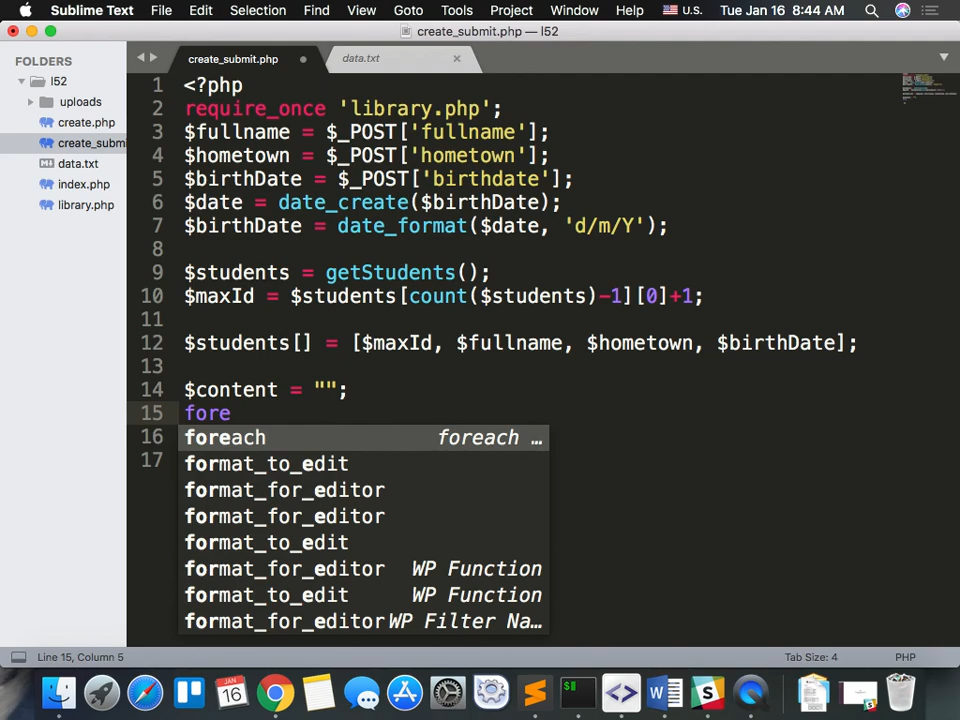 Sublime Text File Edit Selection Find View Goto Tools Project Window Help U.S. Tue Jan 16 8:44 AM
create_submit.php — l52
FOLDERS
l52
uploads
create.php
create_submi
data.txt
index.php
library.php
create_submit.php
data.txt
1 <?php
2 require_once 'library.php';
3 $fullname = $_POST['fullname'];
4 $hometown = $_POST['hometown'];
5 $birthDate = $_POST['birthdate'];
6 $date = date_create($birthDate);
7 $birthDate = date_format($date, 'd/m/Y');
8
9 $students = getStudents();
10 $maxId = $students[count($students)-1][0]+1;
11
12 $students[] = [$maxId, $fullname, $hometown, $birthDate];
13
14 $content = "";
15 fore
16
17
foreach foreach …
format_to_edit
format_for_editor
format_for_editor
format_to_edit
format_for_editor WP Function
format_to_edit WP Function
format_for_editor WP Filter Na…
Line 15, Column 5 Tab Size: 4 PHP